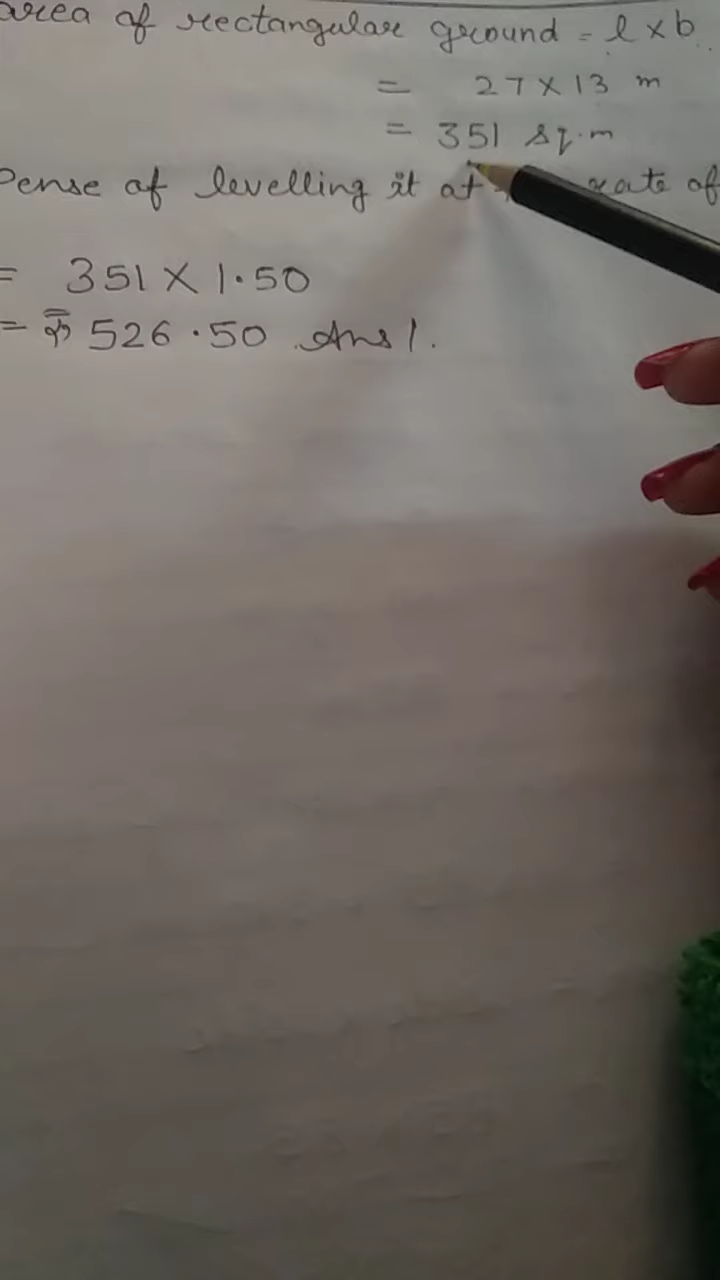 area of rectangular ground = l × b
= 27 × 13 m
= 351 sq.m
Pense of levelling it at rate of
= 351 × 1.50
= ₹ 526.50 Ans 1.